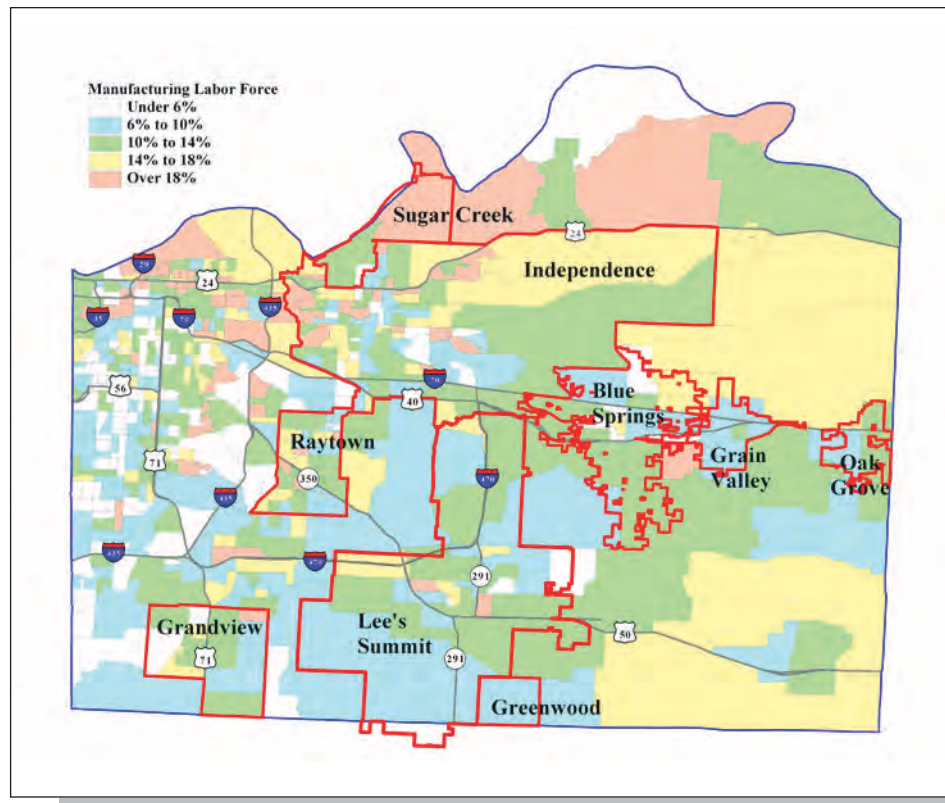 Manufacturing Labor Force
Under 6%
6% to 10%
10% to 14%
14% to 18%
Over 18%
Sugar Creek
24
Independence
29
24
435
35
70
70
Blue
Springs
56
40
Raytown
Grain
Valley
Oak
Grove
71
350
470
435
435
470
291
Grandview
Lee's
Summit
50
71
291
Greenwood